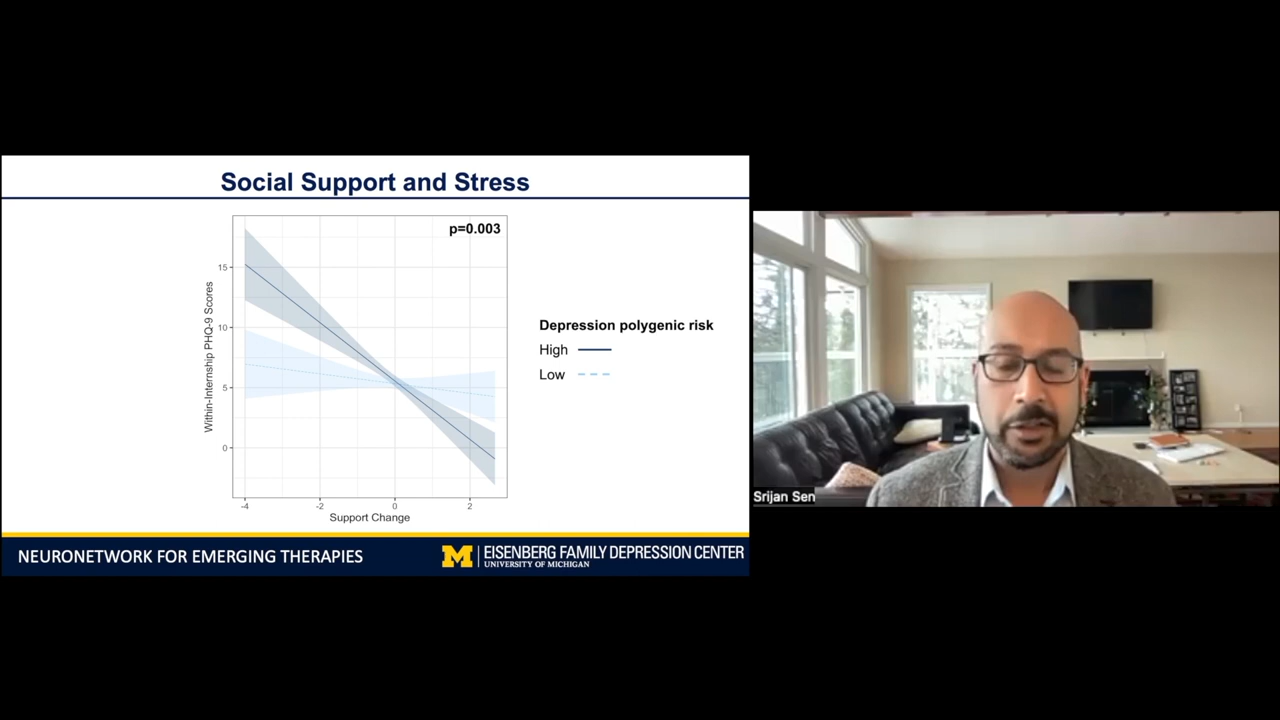 Social Support and Stress
p=0.003
Within-Internship PHQ-9 Scores
15
10
5
0
-4
-2
0
2
Support Change
Depression polygenic risk
High
Low
NEURONETWORK FOR EMERGING THERAPIES
M
EISENBERG FAMILY DEPRESSION CENTER
UNIVERSITY OF MICHIGAN
Srijan Sen